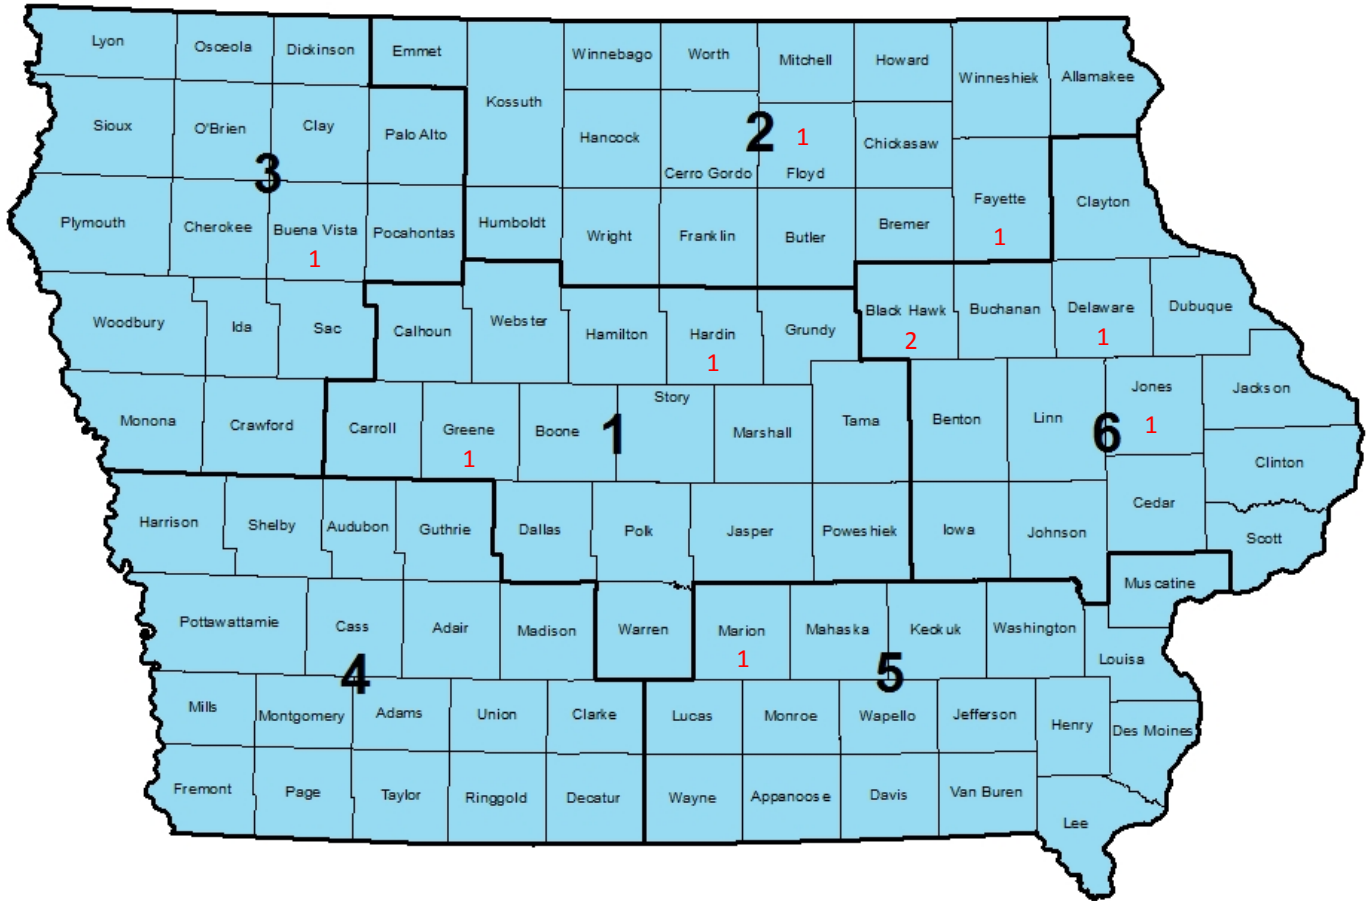 Lyon Osceola Dickinson Emmet Kossuth Winnebago Worth Mitchell Howard Winneshiek Allamakee
Sioux O'Brien Clay Palo Alto Hancock Cerro Gordo 2 1 Floyd Chickasaw Fayette 1 Clayton
3
Plymouth Cherokee Buena Vista 1 Pocahontas Humboldt Wright Franklin Butler Bremer
Woodbury Ida Sac Calhoun Webster Hamilton Hardin 1 Grundy Black Hawk 2 Buchanan Delaware 1 Dubuque
Monona Crawford Carroll Greene 1 Boone 1 Story Marshall Tama Benton Linn 6 Jones 1 Jackson
Clinton
Harrison Shelby Audubon Guthrie Dallas Polk Jasper Poweshiek Iowa Johnson Cedar Scott
Muscatine
Pottawattamie Cass Adair Madison Warren Marion 1 Mahaska Keokuk Washington Louisa
4 5
Mills Montgomery Adams Union Clarke Lucas Monroe Wapello Jefferson Henry Des Moines
Fremont Page Taylor Ringgold Decatur Wayne Appanoose Davis Van Buren Lee